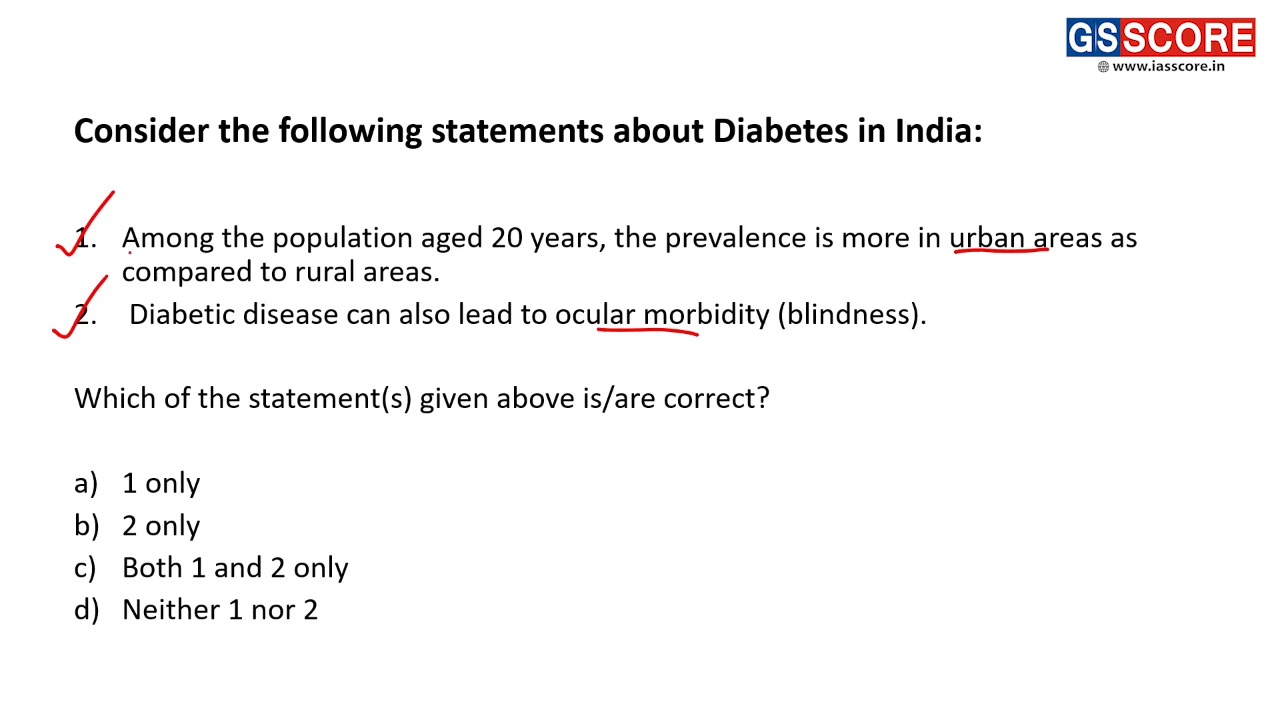 GSSCORE
www.iasscore.in
Consider the following statements about Diabetes in India:
1. Among the population aged 20 years, the prevalence is more in urban areas as
compared to rural areas.
2. Diabetic disease can also lead to ocular morbidity (blindness).
Which of the statement(s) given above is/are correct?
a) 1 only
b) 2 only
c) Both 1 and 2 only
d) Neither 1 nor 2